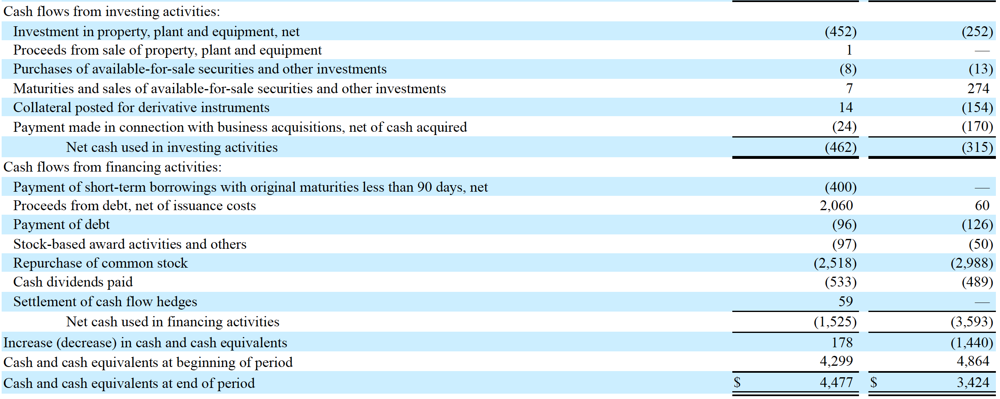 Cash flows from investing activities:
Investment in property, plant and equipment, net (452) (252)
Proceeds from sale of property, plant and equipment 1 —
Purchases of available-for-sale securities and other investments (8) (13)
Maturities and sales of available-for-sale securities and other investments 7 274
Collateral posted for derivative instruments 14 (154)
Payment made in connection with business acquisitions, net of cash acquired (24) (170)
Net cash used in investing activities (462) (315)
Cash flows from financing activities:
Payment of short-term borrowings with original maturities less than 90 days, net (400) —
Proceeds from debt, net of issuance costs 2,060 60
Payment of debt (96) (126)
Stock-based award activities and others (97) (50)
Repurchase of common stock (2,518) (2,988)
Cash dividends paid (533) (489)
Settlement of cash flow hedges 59 —
Net cash used in financing activities (1,525) (3,593)
Increase (decrease) in cash and cash equivalents 178 (1,440)
Cash and cash equivalents at beginning of period 4,299 4,864
Cash and cash equivalents at end of period $ 4,477 $ 3,424